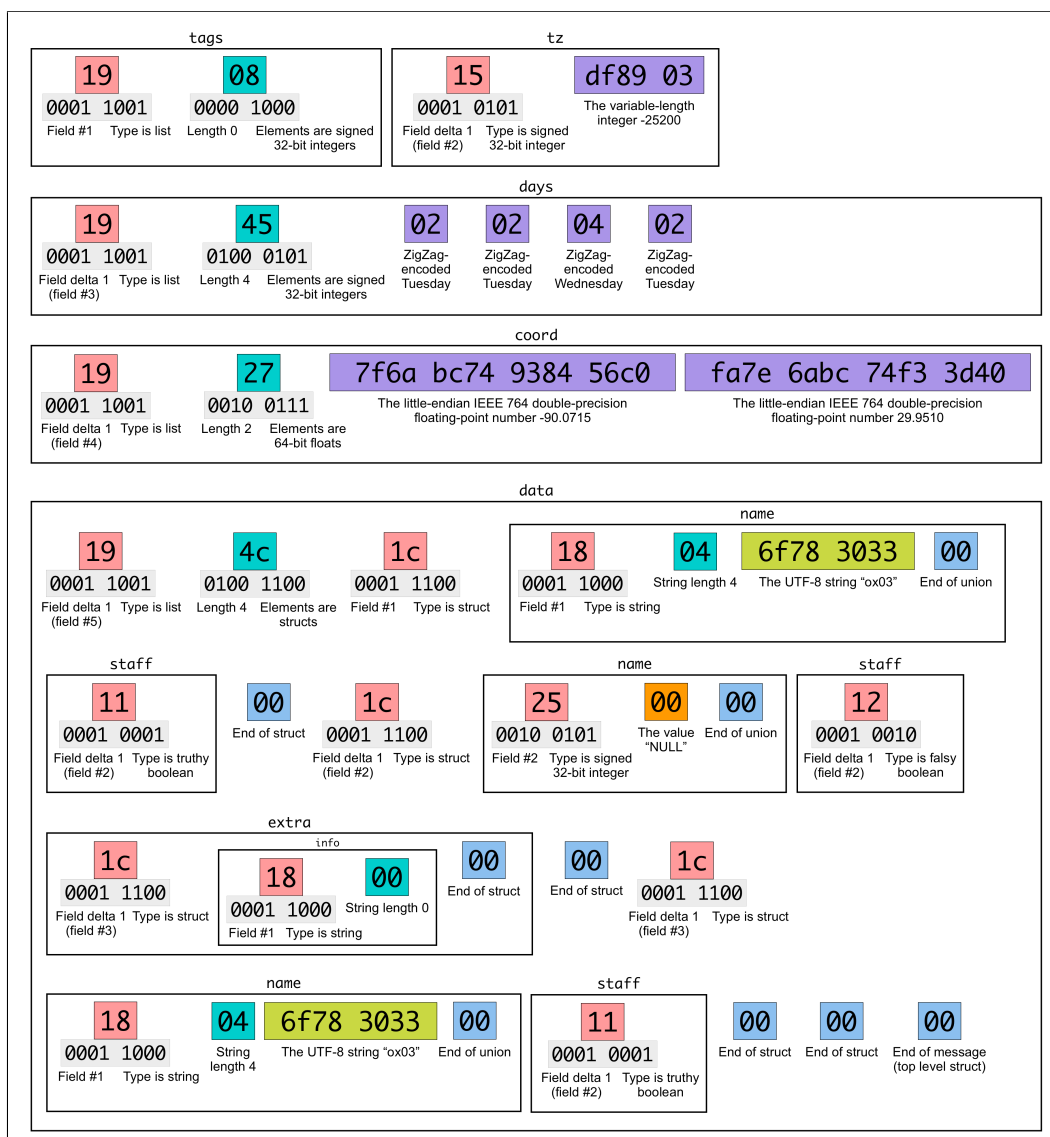 tags
19
0001 1001
Field #1 Type is list
08
0000 1000
Length 0 Elements are signed
32-bit integers
tz
15
0001 0101
Field delta 1 Type is signed
(field #2) 32-bit integer
df89 03
The variable-length
integer -25200
days
19
0001 1001
Field delta 1 Type is list
(field #3)
45
0100 0101
Length 4 Elements are signed
32-bit integers
02
ZigZag-
encoded
Tuesday
02
ZigZag-
encoded
Tuesday
04
ZigZag-
encoded
Wednesday
02
ZigZag-
encoded
Tuesday
coord
19
0001 1001
Field delta 1 Type is list
(field #4)
27
0010 0111
Length 2 Elements are
64-bit floats
7f6a bc74 9384 56c0
The little-endian IEEE 764 double-precision
floating-point number -90.0715
fa7e 6abc 74f3 3d40
The little-endian IEEE 764 double-precision
floating-point number 29.9510
data
19
0001 1001
Field delta 1 Type is list
(field #5)
4c
0100 1100
Length 4 Elements are
structs
1c
0001 1100
Field #1 Type is struct
name
18
0001 1000
Field #1 Type is string
04
String length 4
6f78 3033
The UTF-8 string “ox03”
00
End of union
staff
11
0001 0001
Field delta 1 Type is truthy
(field #2) boolean
00
End of struct
1c
0001 1100
Field delta 1 Type is struct
(field #2)
name
25
0010 0101
Field #2 Type is signed
32-bit integer
00
The value
“NULL”
00
End of union
staff
12
0001 0010
Field delta 1 Type is falsy
(field #2) boolean
extra
1c
0001 1100
Field delta 1 Type is struct
(field #3)
info
18
0001 1000
Field #1 Type is string
00
String length 0
00
End of struct
00
End of struct
1c
0001 1100
Field delta 1 Type is struct
(field #3)
name
18
0001 1000
Field #1 Type is string
04
String
length 4
6f78 3033
The UTF-8 string “ox03”
00
End of union
staff
11
0001 0001
Field delta 1 Type is truthy
(field #2) boolean
00
End of struct
00
End of struct
00
End of message
(top level struct)